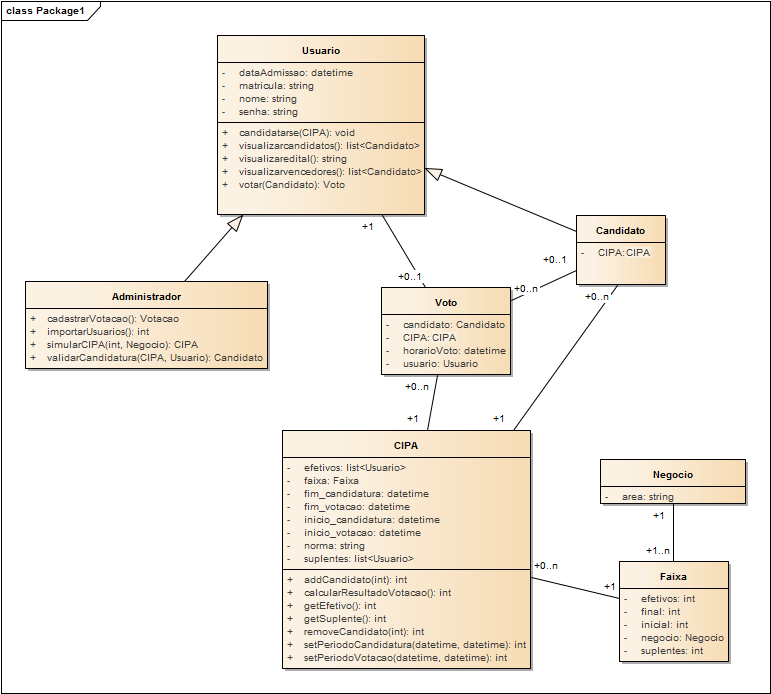 class Package1
Usuario
- dataAdmissao: datetime
- matricula: string
- nome: string
- senha: string
+ candidatarse(CIPA): void
+ visualizarcandidatos(): list<Candidato>
+ visualizaredital(): string
+ visualizarvencedores(): list<Candidato>
+ votar(Candidato): Voto
Candidato
- CIPA: CIPA
+1
+0..1
+0..1
+0..n
+0..n
Administrador
+ cadastrarVotacao(): Votacao
+ importarUsuarios(): int
+ simularCIPA(int, Negocio): CIPA
+ validarCandidatura(CIPA, Usuario): Candidato
Voto
- candidato: Candidato
- CIPA: CIPA
- horarioVoto: datetime
- usuario: Usuario
+0..n
+1
+1
CIPA
- efetivos: list<Usuario>
- faixa: Faixa
- fim_candidatura: datetime
- fim_votacao: datetime
- inicio_candidatura: datetime
- inicio_votacao: datetime
- norma: string
- suplentes: list<Usuario>
+ addCandidato(int): int
+ calcularResultadoVotacao(): int
+ getEfetivo(): int
+ getSuplente(): int
+ removeCandidato(int): int
+ setPeriodoCandidatura(datetime, datetime): int
+ setPeriodoVotacao(datetime, datetime): int
Negocio
- area: string
+1
+1..n
+0..n
+1
Faixa
- efetivos: int
- final: int
- inicial: int
- negocio: Negocio
- suplentes: int